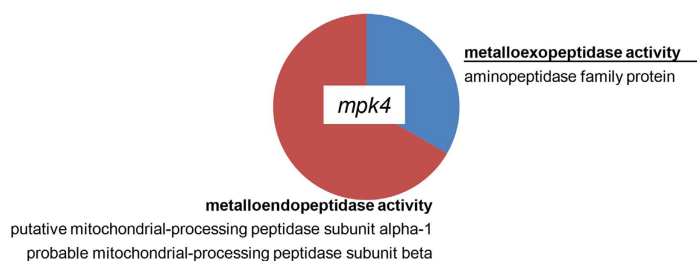 metalloexopeptidase activity
aminopeptidase family protein
mpk4
metalloendopeptidase activity
putative mitochondrial-processing peptidase subunit alpha-1
probable mitochondrial-processing peptidase subunit beta